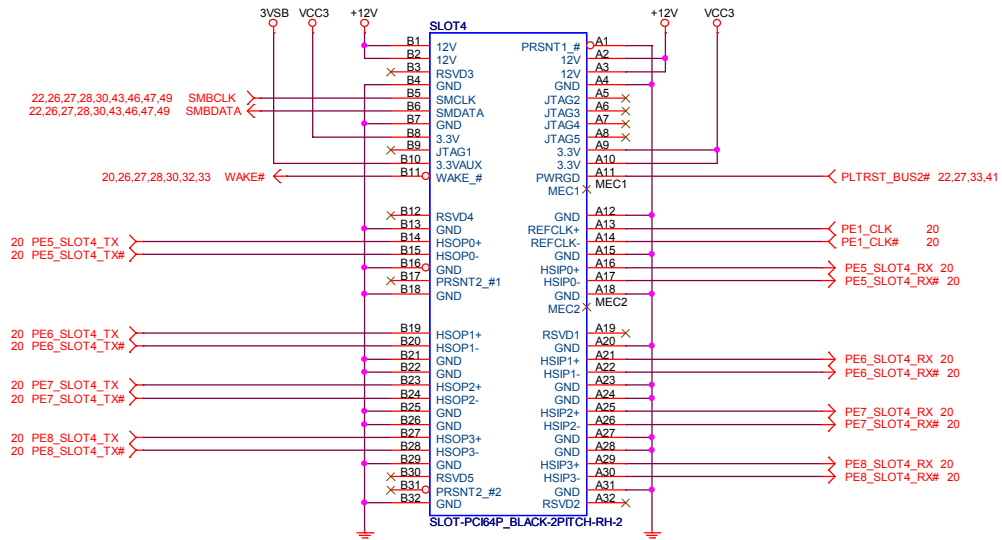 3VSB VCC3 +12V +12V VCC3
SLOT4
B1 12V PRSNT1_# A1
B2 12V 12V A2
B3 RSVD3 12V A3
B4 GND GND A4
22,26,27,28,30,43,46,47,49 SMBCLK B5 SMCLK JTAG2 A5
22,26,27,28,30,43,46,47,49 SMBDATA B6 SMDATA JTAG3 A6
B7 GND JTAG4 A7
B8 3.3V JTAG5 A8
B9 JTAG1 3.3V A9
B10 3.3VAUX 3.3V A10
20,26,27,28,30,32,33 WAKE# B11 WAKE_# PWRGD A11 PLTRST_BUS2# 22,27,33,41
MEC1 MEC1
B12 RSVD4 GND A12
B13 GND REFCLK+ A13 PE1_CLK 20
20 PE5_SLOT4_TX B14 HSOP0+ REFCLK- A14 PE1_CLK# 20
20 PE5_SLOT4_TX# B15 HSOP0- GND A15
B16 GND HSIP0+ A16 PE5_SLOT4_RX 20
B17 PRSNT2_#1 HSIP0- A17 PE5_SLOT4_RX# 20
B18 GND GND A18
MEC2 MEC2
20 PE6_SLOT4_TX B19 HSOP1+ RSVD1 A19
20 PE6_SLOT4_TX# B20 HSOP1- GND A20
B21 GND HSIP1+ A21 PE6_SLOT4_RX 20
B22 GND HSIP1- A22 PE6_SLOT4_RX# 20
20 PE7_SLOT4_TX B23 HSOP2+ GND A23
20 PE7_SLOT4_TX# B24 HSOP2- GND A24
B25 GND HSIP2+ A25 PE7_SLOT4_RX 20
B26 GND HSIP2- A26 PE7_SLOT4_RX# 20
20 PE8_SLOT4_TX B27 HSOP3+ GND A27
20 PE8_SLOT4_TX# B28 HSOP3- GND A28
B29 GND HSIP3+ A29 PE8_SLOT4_RX 20
B30 RSVD5 HSIP3- A30 PE8_SLOT4_RX# 20
B31 PRSNT2_#2 GND A31
B32 GND RSVD2 A32
SLOT-PCI64P_BLACK-2PITCH-RH-2